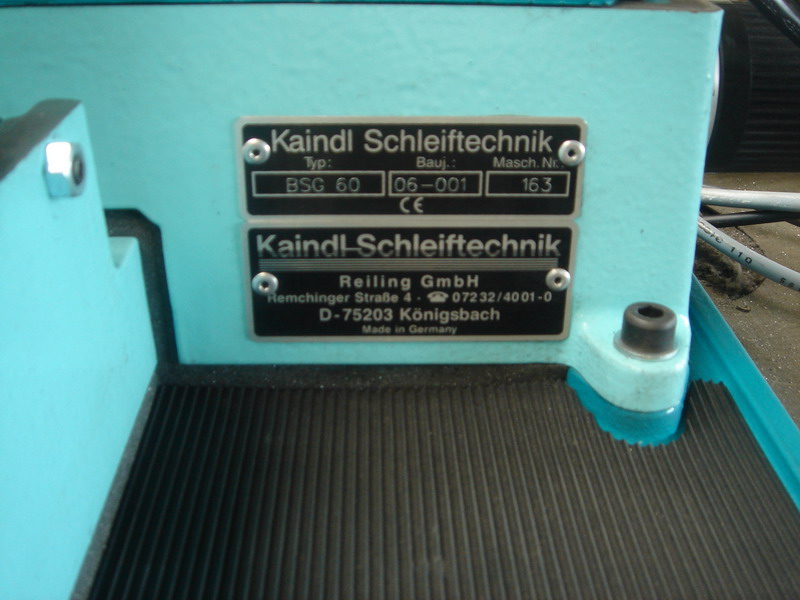 Kaindl Schleiftechnik
Typ: Bauj.: Masch. Nr.:
BSG 60 06-001 163
CE
Kaindl Schleiftechnik
Reiling GmbH
Remchinger Straße 4 · ☎ 07232/4001-0
D-75203 Königsbach
Made in Germany
110